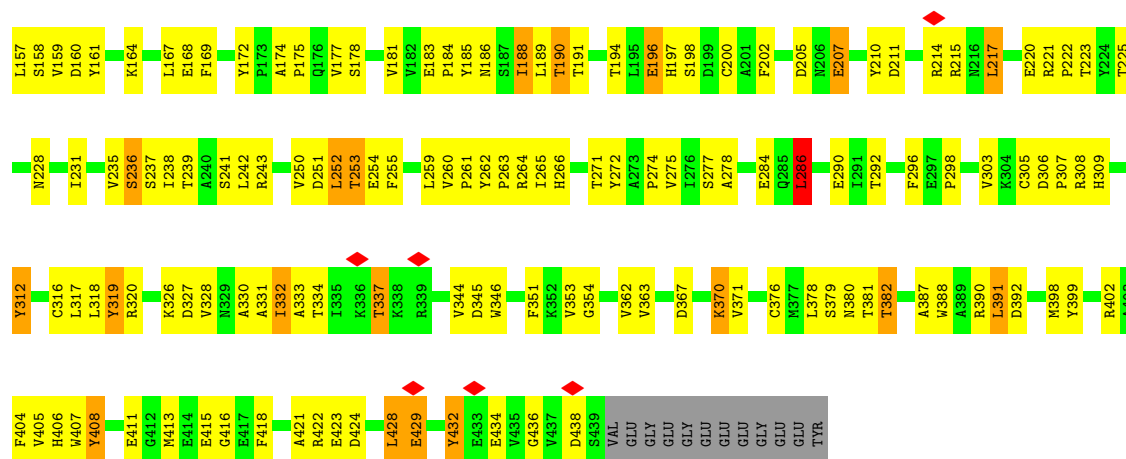 L157 S158 V159 D160 Y161 K164 L167 E168 F169 Y172 P173 A174 P175 Q176 V177 S178 V181 V182 E183 P184 Y185 N186 S187 I188 L189 T190 T191 T194 L195 E196 H197 S198 D199 C200 A201 F202 D205 N206 E207 Y210 D211 R214 R215 N216 L217 E220 R221 P222 T223 Y224 T225
N228 I231 V235 S236 S237 I238 T239 A240 S241 L242 R243 V250 D251 L252 T253 E254 F255 L259 V260 P261 Y262 P263 R264 I265 H266 T271 Y272 A273 P274 V275 I276 S277 A278 E284 Q285 L286 E290 I291 T292 F296 E297 P298 V303 K304 C305 D306 P307 R308 H309
Y312 C316 L317 L318 Y319 R320 K326 D327 V328 N329 A330 A331 I332 A333 T334 I335 K336 T337 K338 R339 V344 D345 W346 F351 K352 V353 G354 V362 V363 D367 K370 V371 C376 M377 L378 S379 N380 T381 T382 A387 W388 A389 R390 L391 D392 M398 Y399 R402
F404 V405 H406 W407 Y408 E411 G412 M413 E414 E415 G416 E417 F418 A421 R422 E423 D424 L428 E429 Y432 E433 E434 V435 G436 V437 D438 S439 VAL GLU GLY GLU GLY GLU GLU GLU GLY GLU GLU TYR